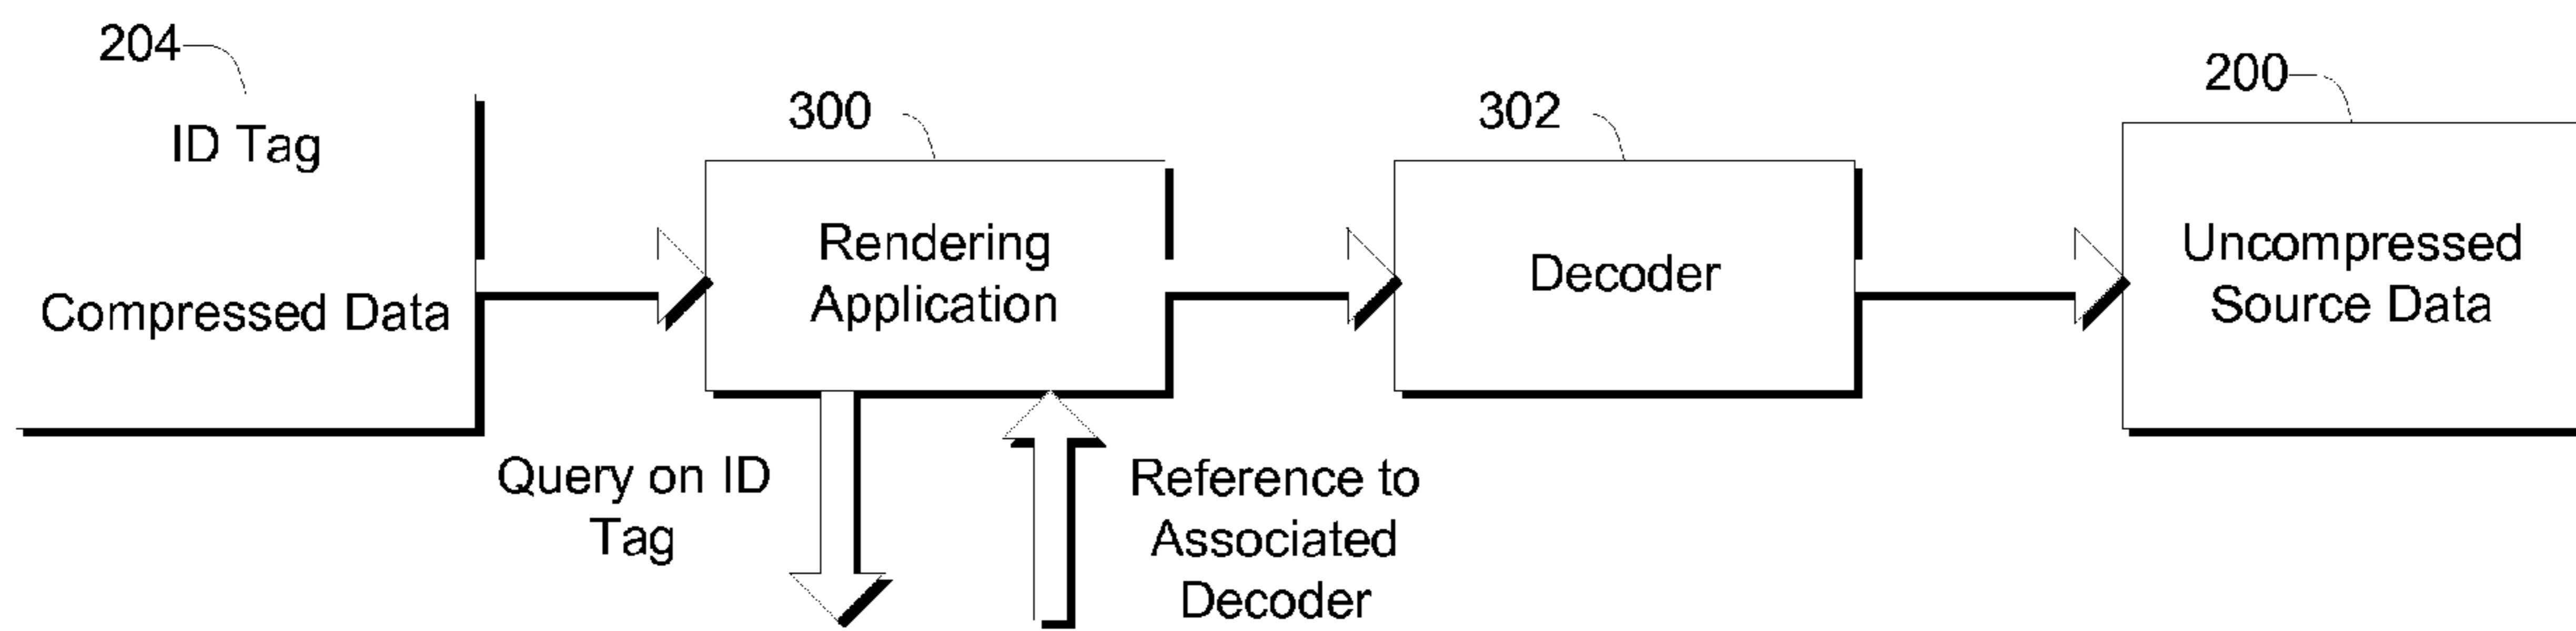 204
ID Tag
Compressed Data
300
Rendering
Application
302
Decoder
200
Uncompressed
Source Data
Query on ID
Tag
Reference to
Associated
Decoder